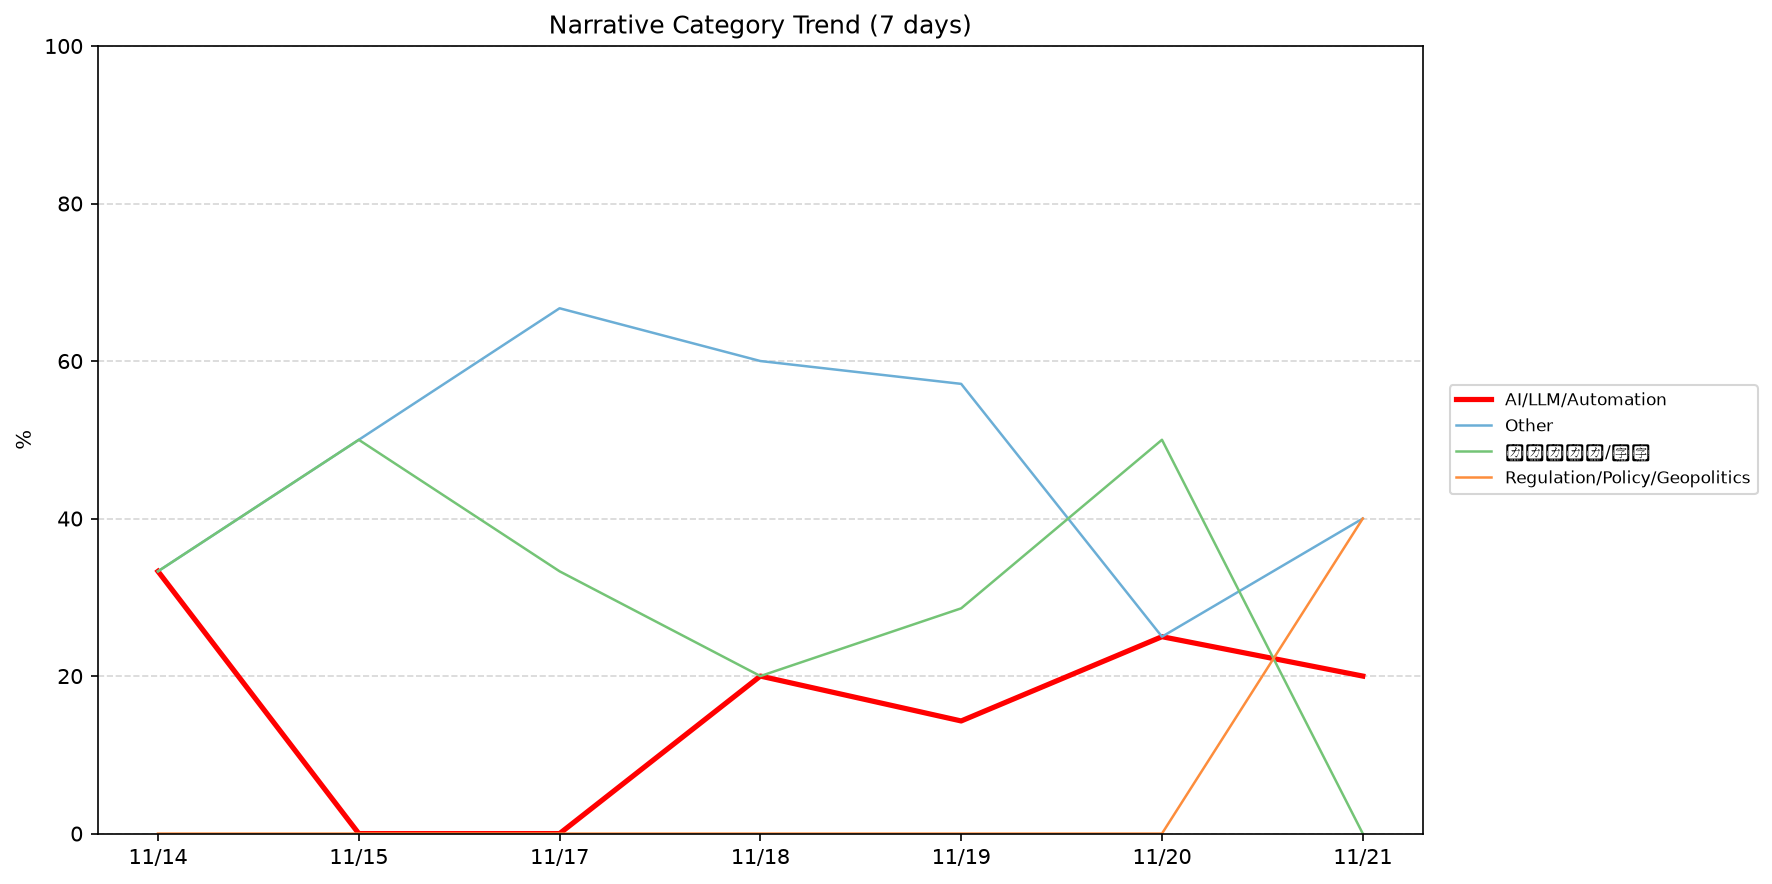 Narrative Category Trend (7 days)
100
80
60
40
20
0
%
11/14 11/15 11/17 11/18 11/19 11/20 11/21
AI/LLM/Automation
Other
/
Regulation/Policy/Geopolitics